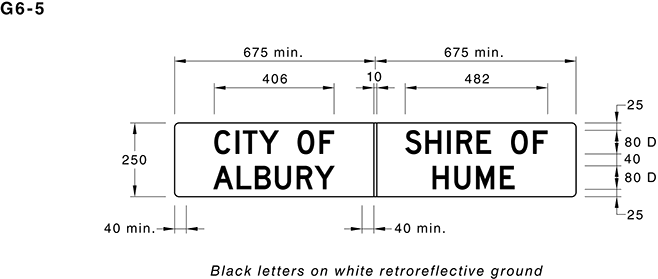 G6-5
675 min.
675 min.
406
10
482
25
CITY OF
ALBURY
SHIRE OF
HUME
250
80 D
40
80 D
25
40 min.
40 min.
Black letters on white retroreflective ground